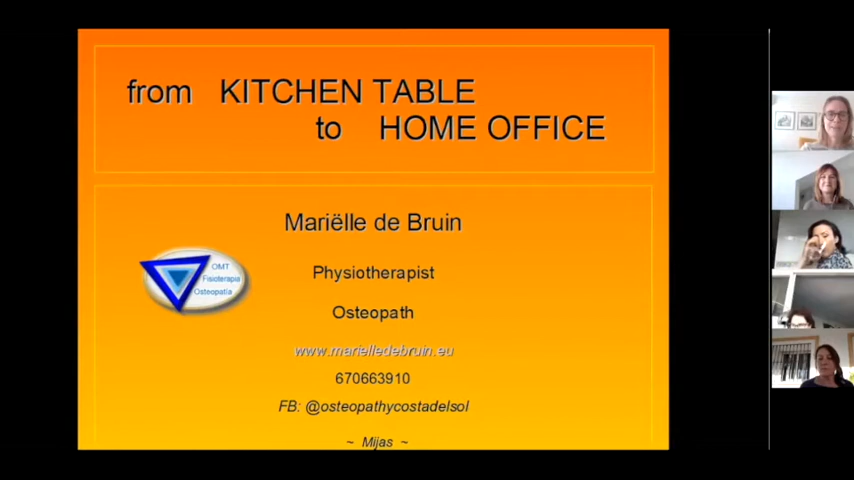 from KITCHEN TABLE
to HOME OFFICE
Mariëlle de Bruin
OMT
Fisioterapia
Osteopatía
Physiotherapist
Osteopath
www.marielledebruin.eu
670663910
FB: @osteopathycostadelsol
~ Mijas ~